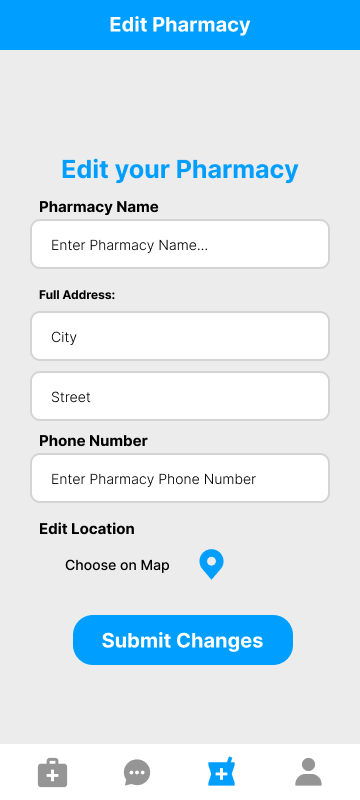 Edit Pharmacy
Edit your Pharmacy
Pharmacy Name
Enter Pharmacy Name...
Full Address:
City
Street
Phone Number
Enter Pharmacy Phone Number
Edit Location
Choose on Map
Submit Changes